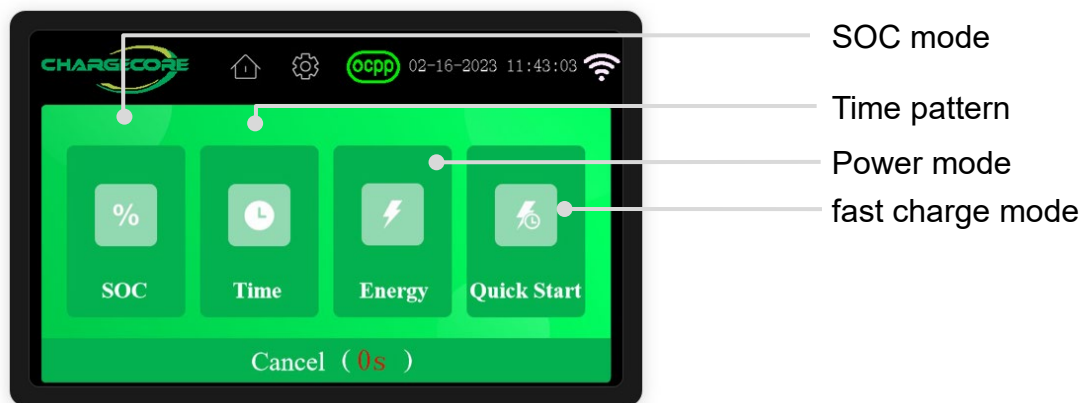 CHARGECORE
ocpp
02-16-2023 11:43:03
%
SOC
Time
Energy
Quick Start
Cancel (0s )
SOC mode
Time pattern
Power mode
fast charge mode